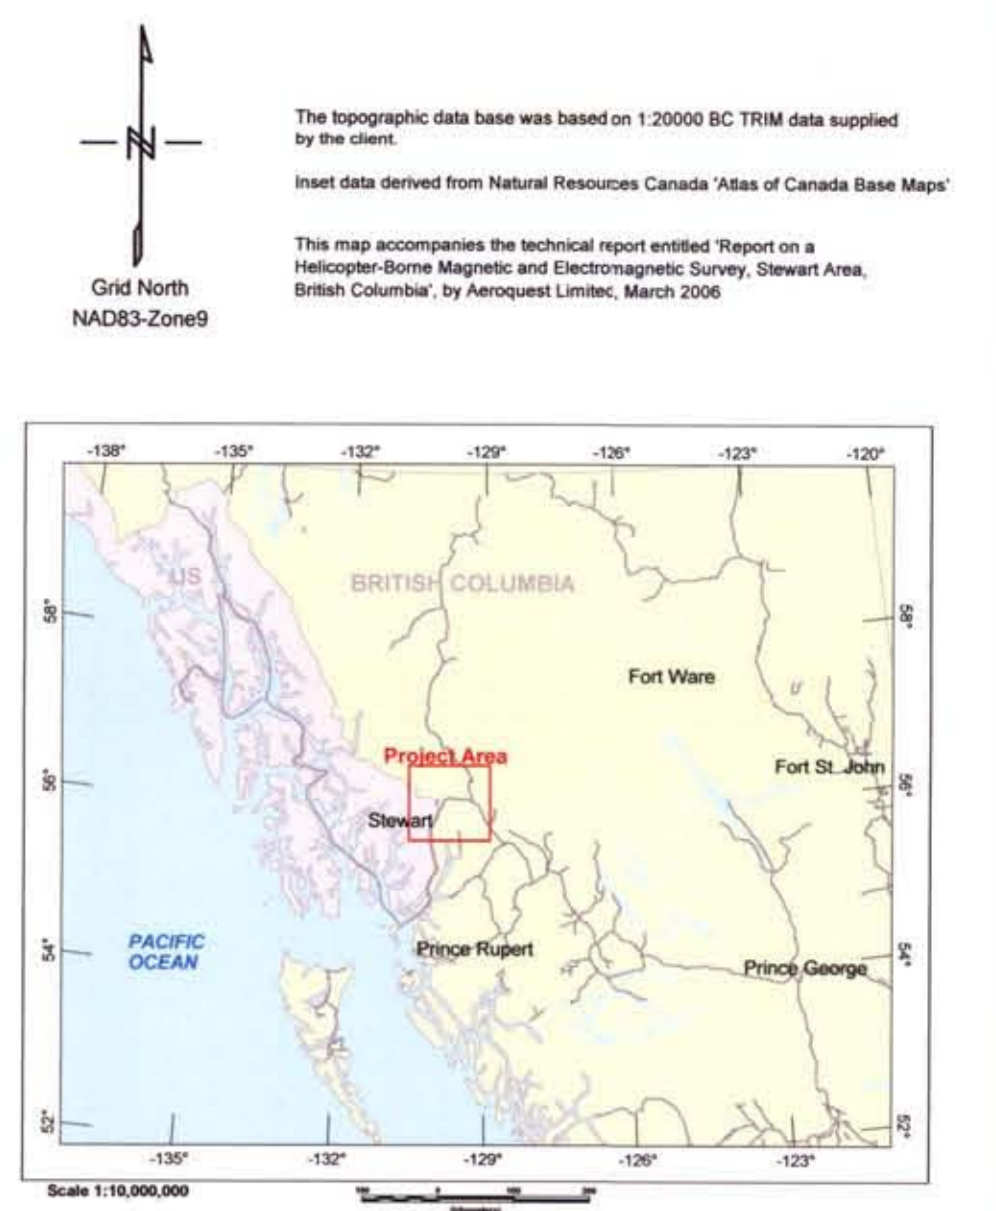 The topographic data base was based on 1:20000 BC TRIM data supplied
by the client.
Inset data derived from Natural Resources Canada 'Atlas of Canada Base Maps'
This map accompanies the technical report entitled 'Report on a
Helicopter-Borne Magnetic and Electromagnetic Survey, Stewart Area,
British Columbia', by Aeroquest Limited, March 2006
N
Grid North
NAD83-Zone9
-138° -135° -132° -129° -126° -123° -120°
US
BRITISH COLUMBIA
58° 58°
Fort Ware
Project Area
Fort St. John
56° 56°
Stewart
PACIFIC
OCEAN
Prince Rupert
54° 54°
Prince George
52° 52°
-135° -132° -129° -126° -123°
Scale 1:10,000,000
100 0 100 200